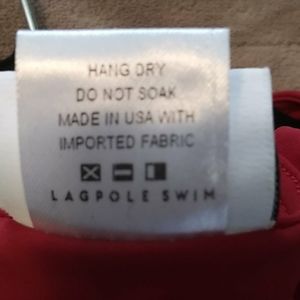 HANG DRY
DO NOT SOAK
MADE IN USA WITH
IMPORTED FABRIC
LAGPOLE SWIM